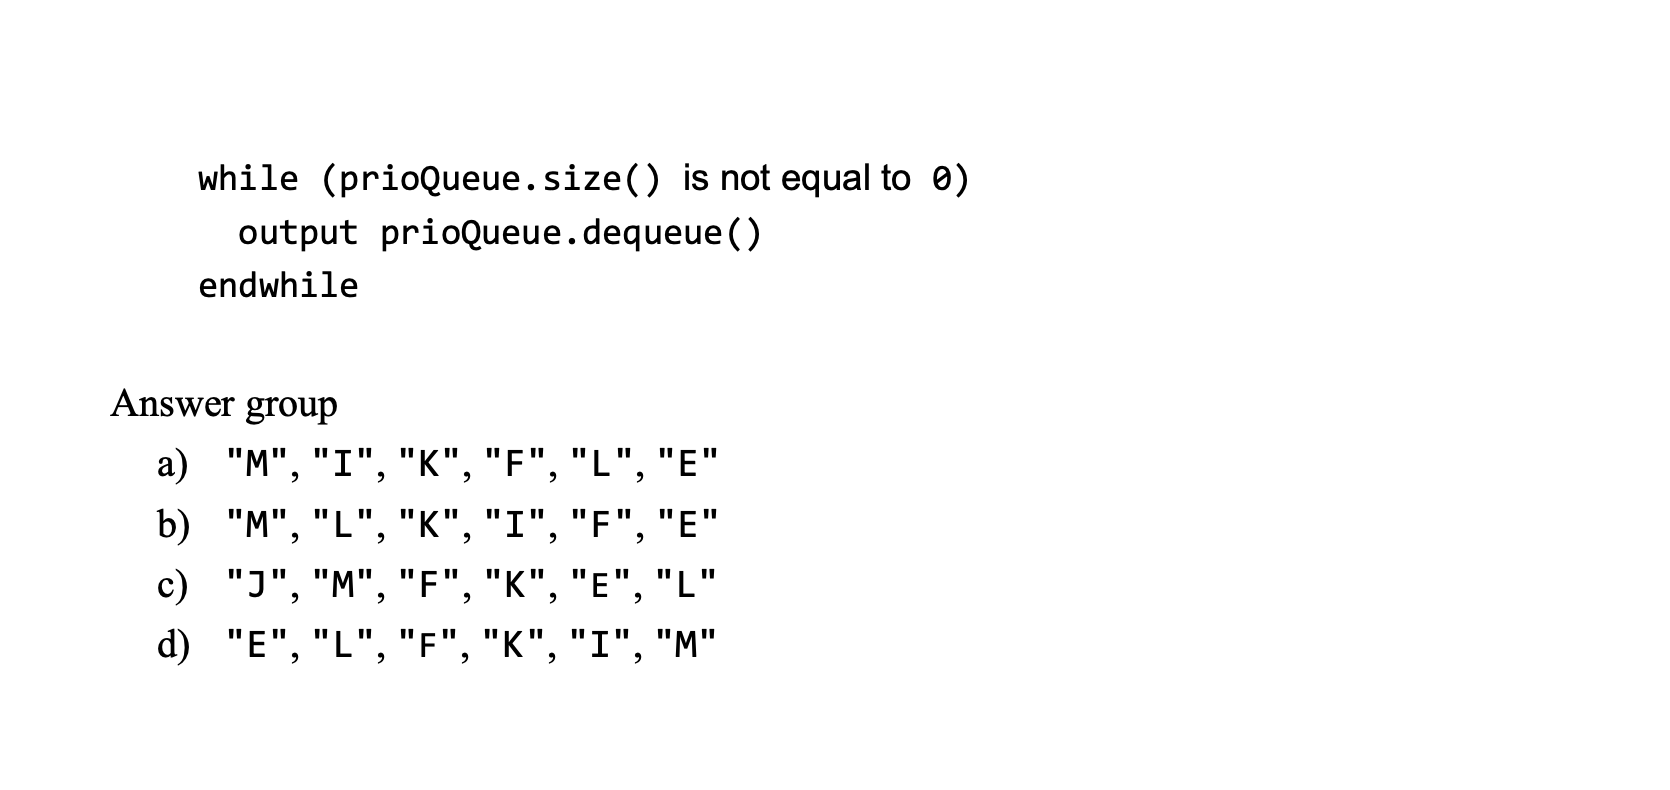 while (prioQueue.size() is not equal to 0)
output prioQueue.dequeue()
endwhile
Answer group
a) "M", "I", "K", "F", "L", "E"
b) "M", "L", "K", "I", "F", "E"
c) "J", "M", "F", "K", "E", "L"
d) "E", "L", "F", "K", "I", "M"